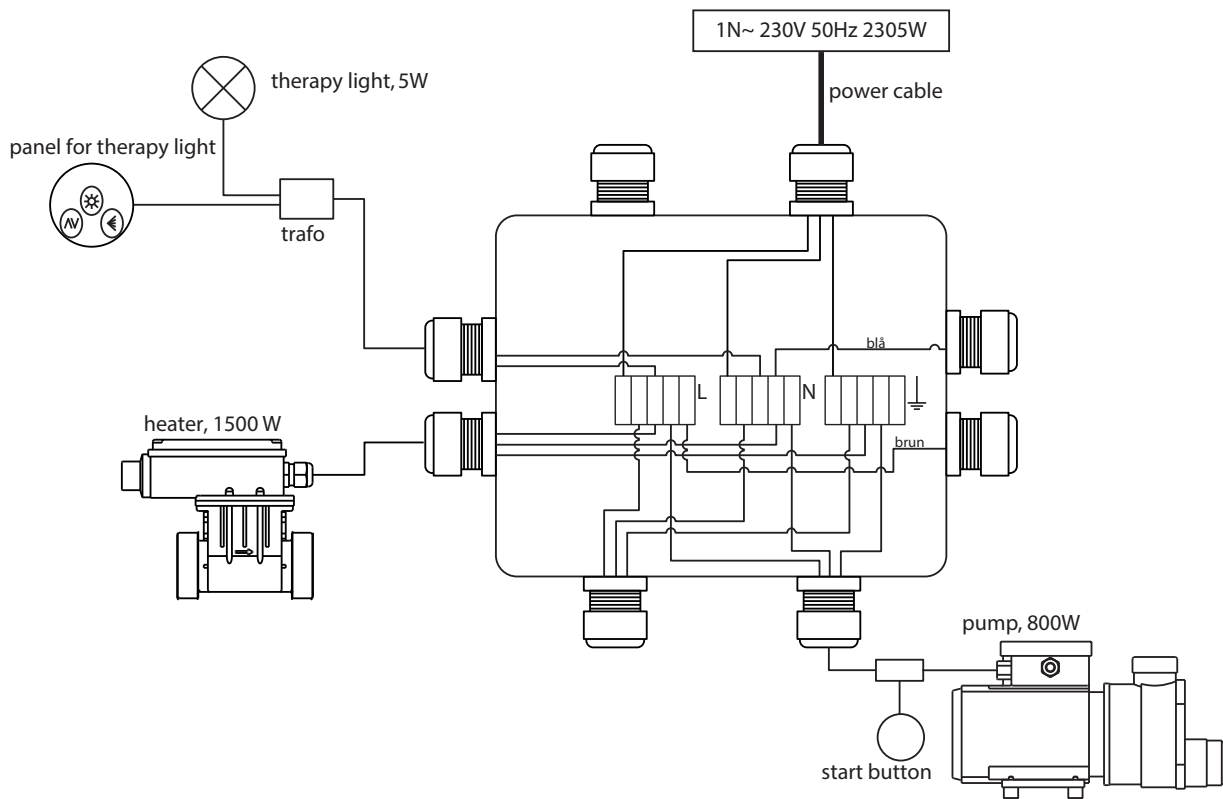 1N~ 230V 50Hz 2305W
therapy light, 5W
power cable
panel for therapy light
trafo
blå
L
N
heater, 1500 W
brun
pump, 800W
start button